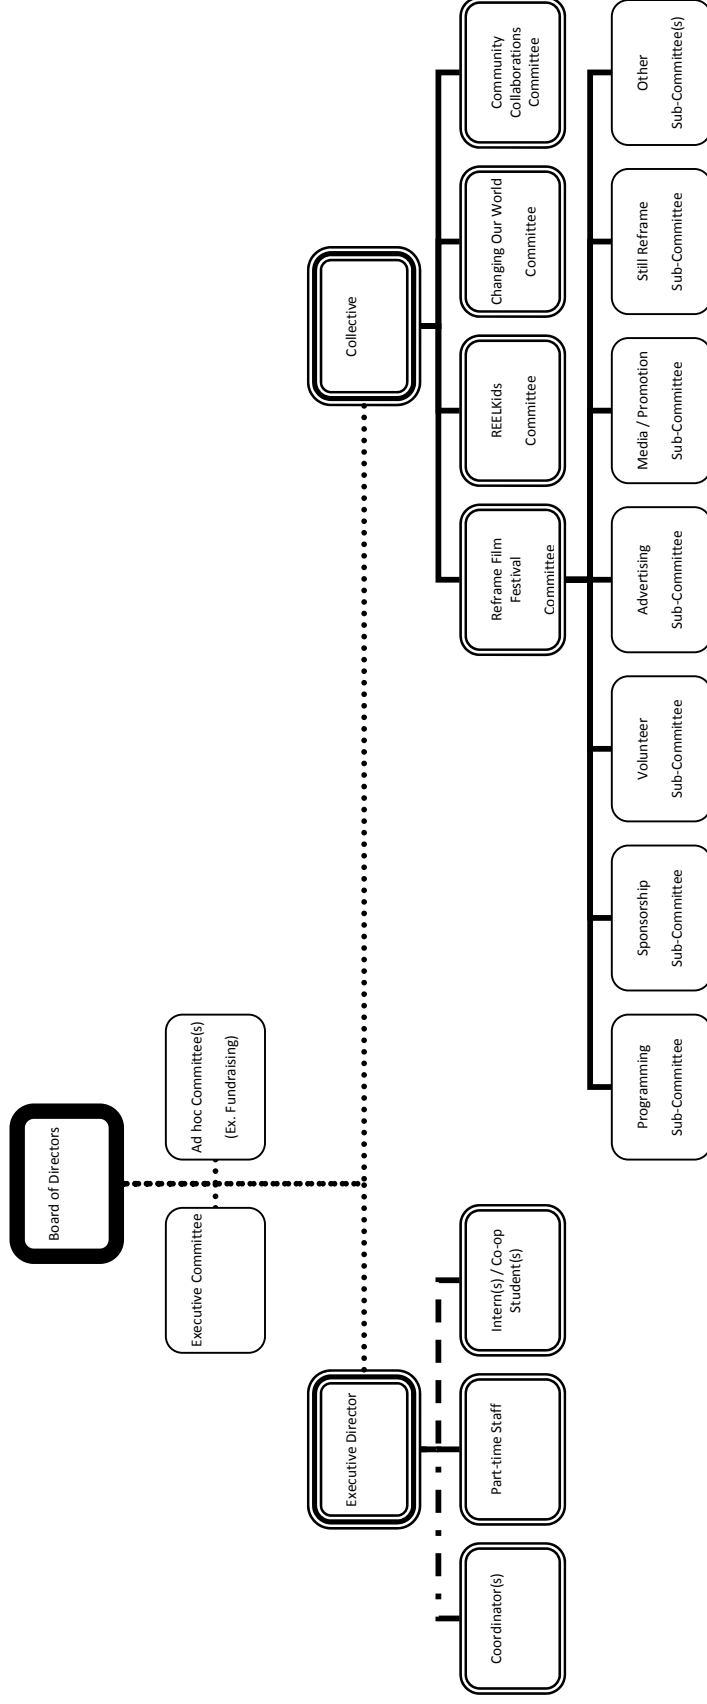 Board of Directors
Executive Committee
Ad hoc Committee(s)
(Ex. Fundraising)
Executive Director
Collective
Coordinator(s)
Part-time Staff
Intern(s) / Co-op
Student(s)
Reframe Film
Festival
Committee
REELKids
Committee
Changing Our World
Committee
Community
Collaborations
Committee
Programming
Sub-Committee
Sponsorship
Sub-Committee
Volunteer
Sub-Committee
Advertising
Sub-Committee
Media / Promotion
Sub-Committee
Still Reframe
Sub-Committee
Other
Sub-Committee(s)